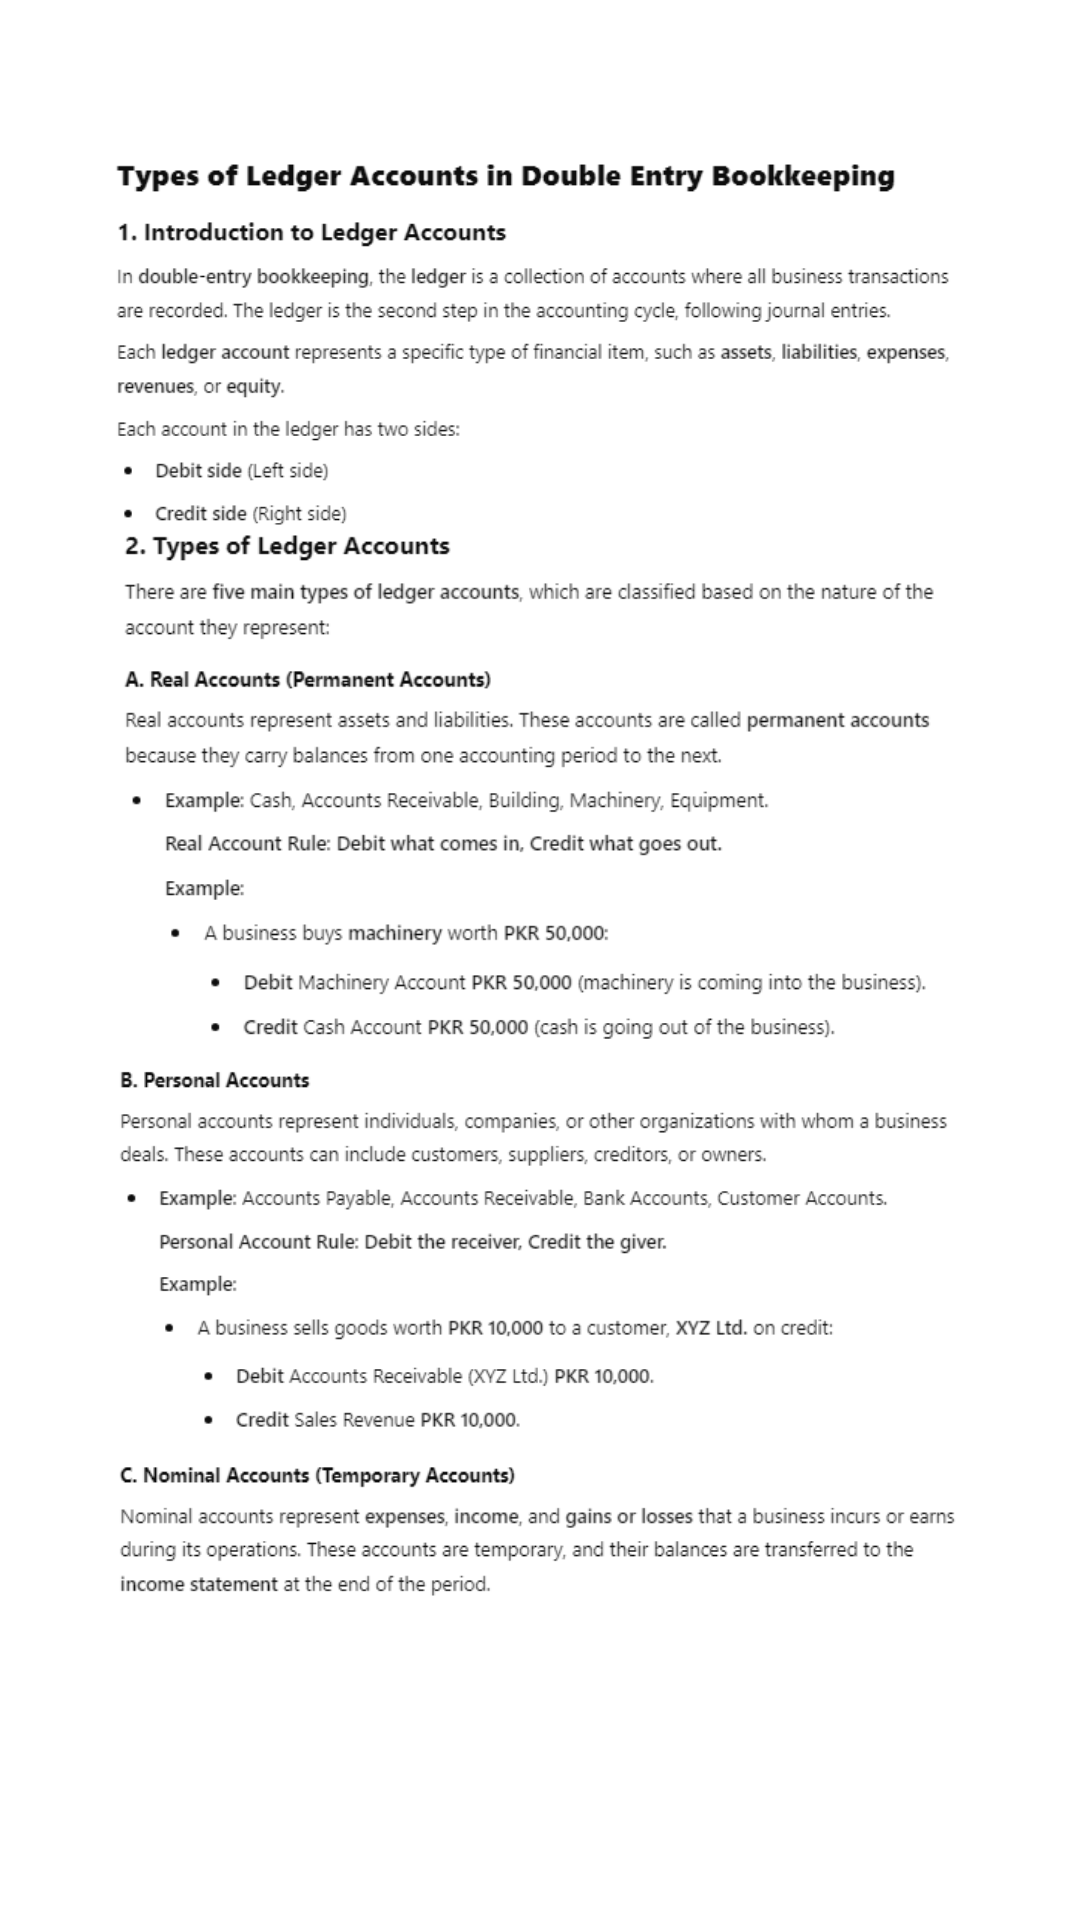 Types of Ledger Accounts in Double Entry Bookkeeping
1. Introduction to Ledger Accounts
In double-entry bookkeeping, the ledger is a collection of accounts where all business transactions
are recorded. The ledger is the second step in the accounting cycle, following journal entries.
Each ledger account represents a specific type of financial item, such as assets, liabilities, expenses,
revenues, or equity.
Each account in the ledger has two sides:
• Debit side (Left side)
• Credit side (Right side)
2. Types of Ledger Accounts
There are five main types of ledger accounts, which are classified based on the nature of the
account they represent:
A. Real Accounts (Permanent Accounts)
Real accounts represent assets and liabilities. These accounts are called permanent accounts
because they carry balances from one accounting period to the next.
• Example: Cash, Accounts Receivable, Building, Machinery, Equipment.
Real Account Rule: Debit what comes in, Credit what goes out.
Example:
• A business buys machinery worth PKR 50,000:
• Debit Machinery Account PKR 50,000 (machinery is coming into the business).
• Credit Cash Account PKR 50,000 (cash is going out of the business).
B. Personal Accounts
Personal accounts represent individuals, companies, or other organizations with whom a business
deals. These accounts can include customers, suppliers, creditors, or owners.
• Example: Accounts Payable, Accounts Receivable, Bank Accounts, Customer Accounts.
Personal Account Rule: Debit the receiver, Credit the giver.
Example:
• A business sells goods worth PKR 10,000 to a customer, XYZ Ltd. on credit:
• Debit Accounts Receivable (XYZ Ltd.) PKR 10,000.
• Credit Sales Revenue PKR 10,000.
C. Nominal Accounts (Temporary Accounts)
Nominal accounts represent expenses, income, and gains or losses that a business incurs or earns
during its operations. These accounts are temporary, and their balances are transferred to the
income statement at the end of the period.